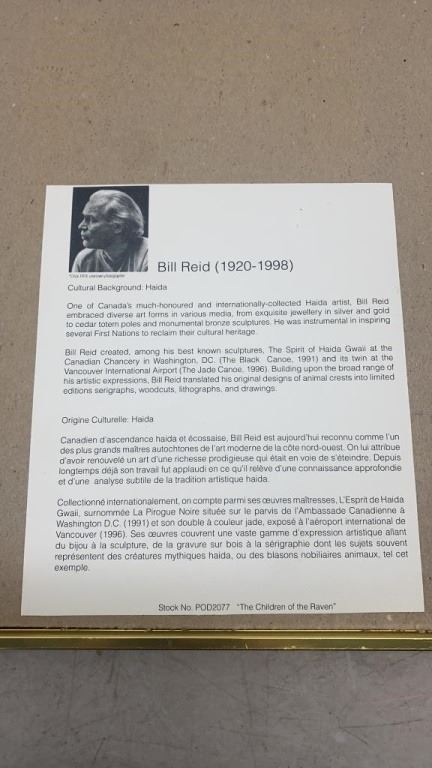 Bill Reid (1920-1998)
Cultural Background: Haida
One of Canada's much-honoured and internationally-collected Haida artist, Bill Reid
embraced diverse art forms in various media, from exquisite jewellery in silver and gold
to cedar totem poles and monumental bronze sculptures. He was instrumental in inspiring
several First Nations to reclaim their cultural heritage.
Bill Reid created, among his best known sculptures, The Spirit of Haida Gwaii at the
Canadian Chancery in Washington, DC. (The Black Canoe, 1991) and its twin at the
Vancouver International Airport (The Jade Canoe, 1996). Building upon the broad range of
his artistic expressions, Bill Reid translated his original designs of animal crests into limited
editions serigraphs, woodcuts, lithographs, and drawings.
Origine Culturelle: Haida
Canadien d'ascendance haida et écossaise, Bill Reid est aujourd'hui reconnu comme l'un
des plus grands maîtres autochtones de l'art moderne de la côte nord-ouest. On lui attribue
d'avoir renouvelé un art d'une richesse prodigieuse qui était en voie de s'éteindre. Depuis
longtemps déjà son travail fut applaudi en ce qu'il relève d'une connaissance approfondie
et d'une analyse subtile de la tradition artistique haida.
Collectionné internationalement, on compte parmi ses œuvres maîtresses, L'Esprit de Haida
Gwaii, surnommée La Pirogue Noire située sur le parvis de l'Ambassade Canadienne à
Washington D.C. (1991) et son double à couleur jade, exposé à l'aéroport international de
Vancouver (1996). Ses œuvres couvrent une vaste gamme d'expression artistique allant
du bijou à la sculpture, de la gravure sur bois à la sérigraphie dont les sujets souvent
représentent des créatures mythiques haida, ou des blasons nobiliaires animaux, tel cet
exemple.
Stock No. POD2077 "The Children of the Raven"